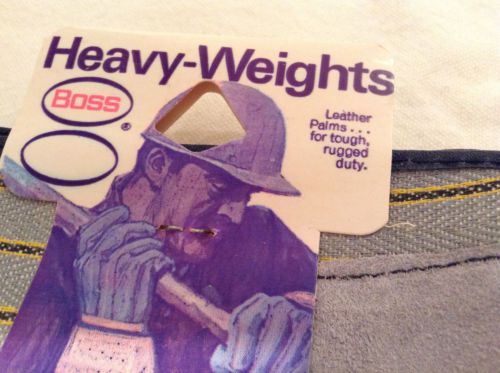 Heavy-Weights
Boss
®
Leather
Palms...
for tough,
rugged
duty.